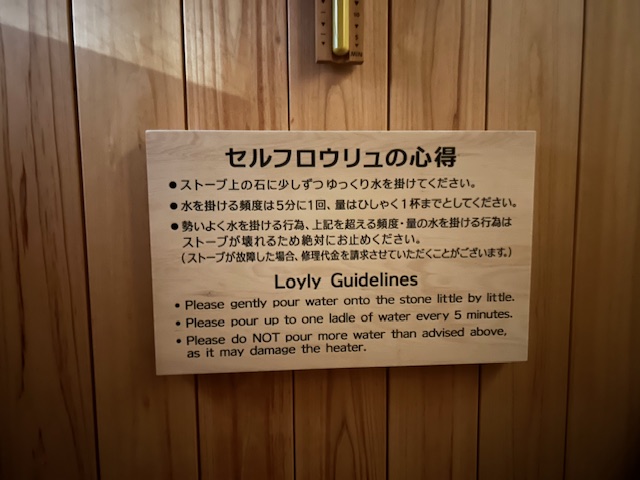 セルフロウリュの心得
●ストーブ上の石に少しずつゆっくり水を掛けてください。
●水を掛ける頻度は5分に1回、量はひしゃく1杯までとしてください。
●勢いよく水を掛ける行為、上記を超える頻度・量の水を掛ける行為は
ストーブが壊れるため絶対にお止めください。
(ストーブが故障した場合、修理代金を請求させていただくことがございます。)
Loyly Guidelines
• Please gently pour water onto the stone little by little.
• Please pour up to one ladle of water every 5 minutes.
• Please do NOT pour more water than advised above,
as it may damage the heater.